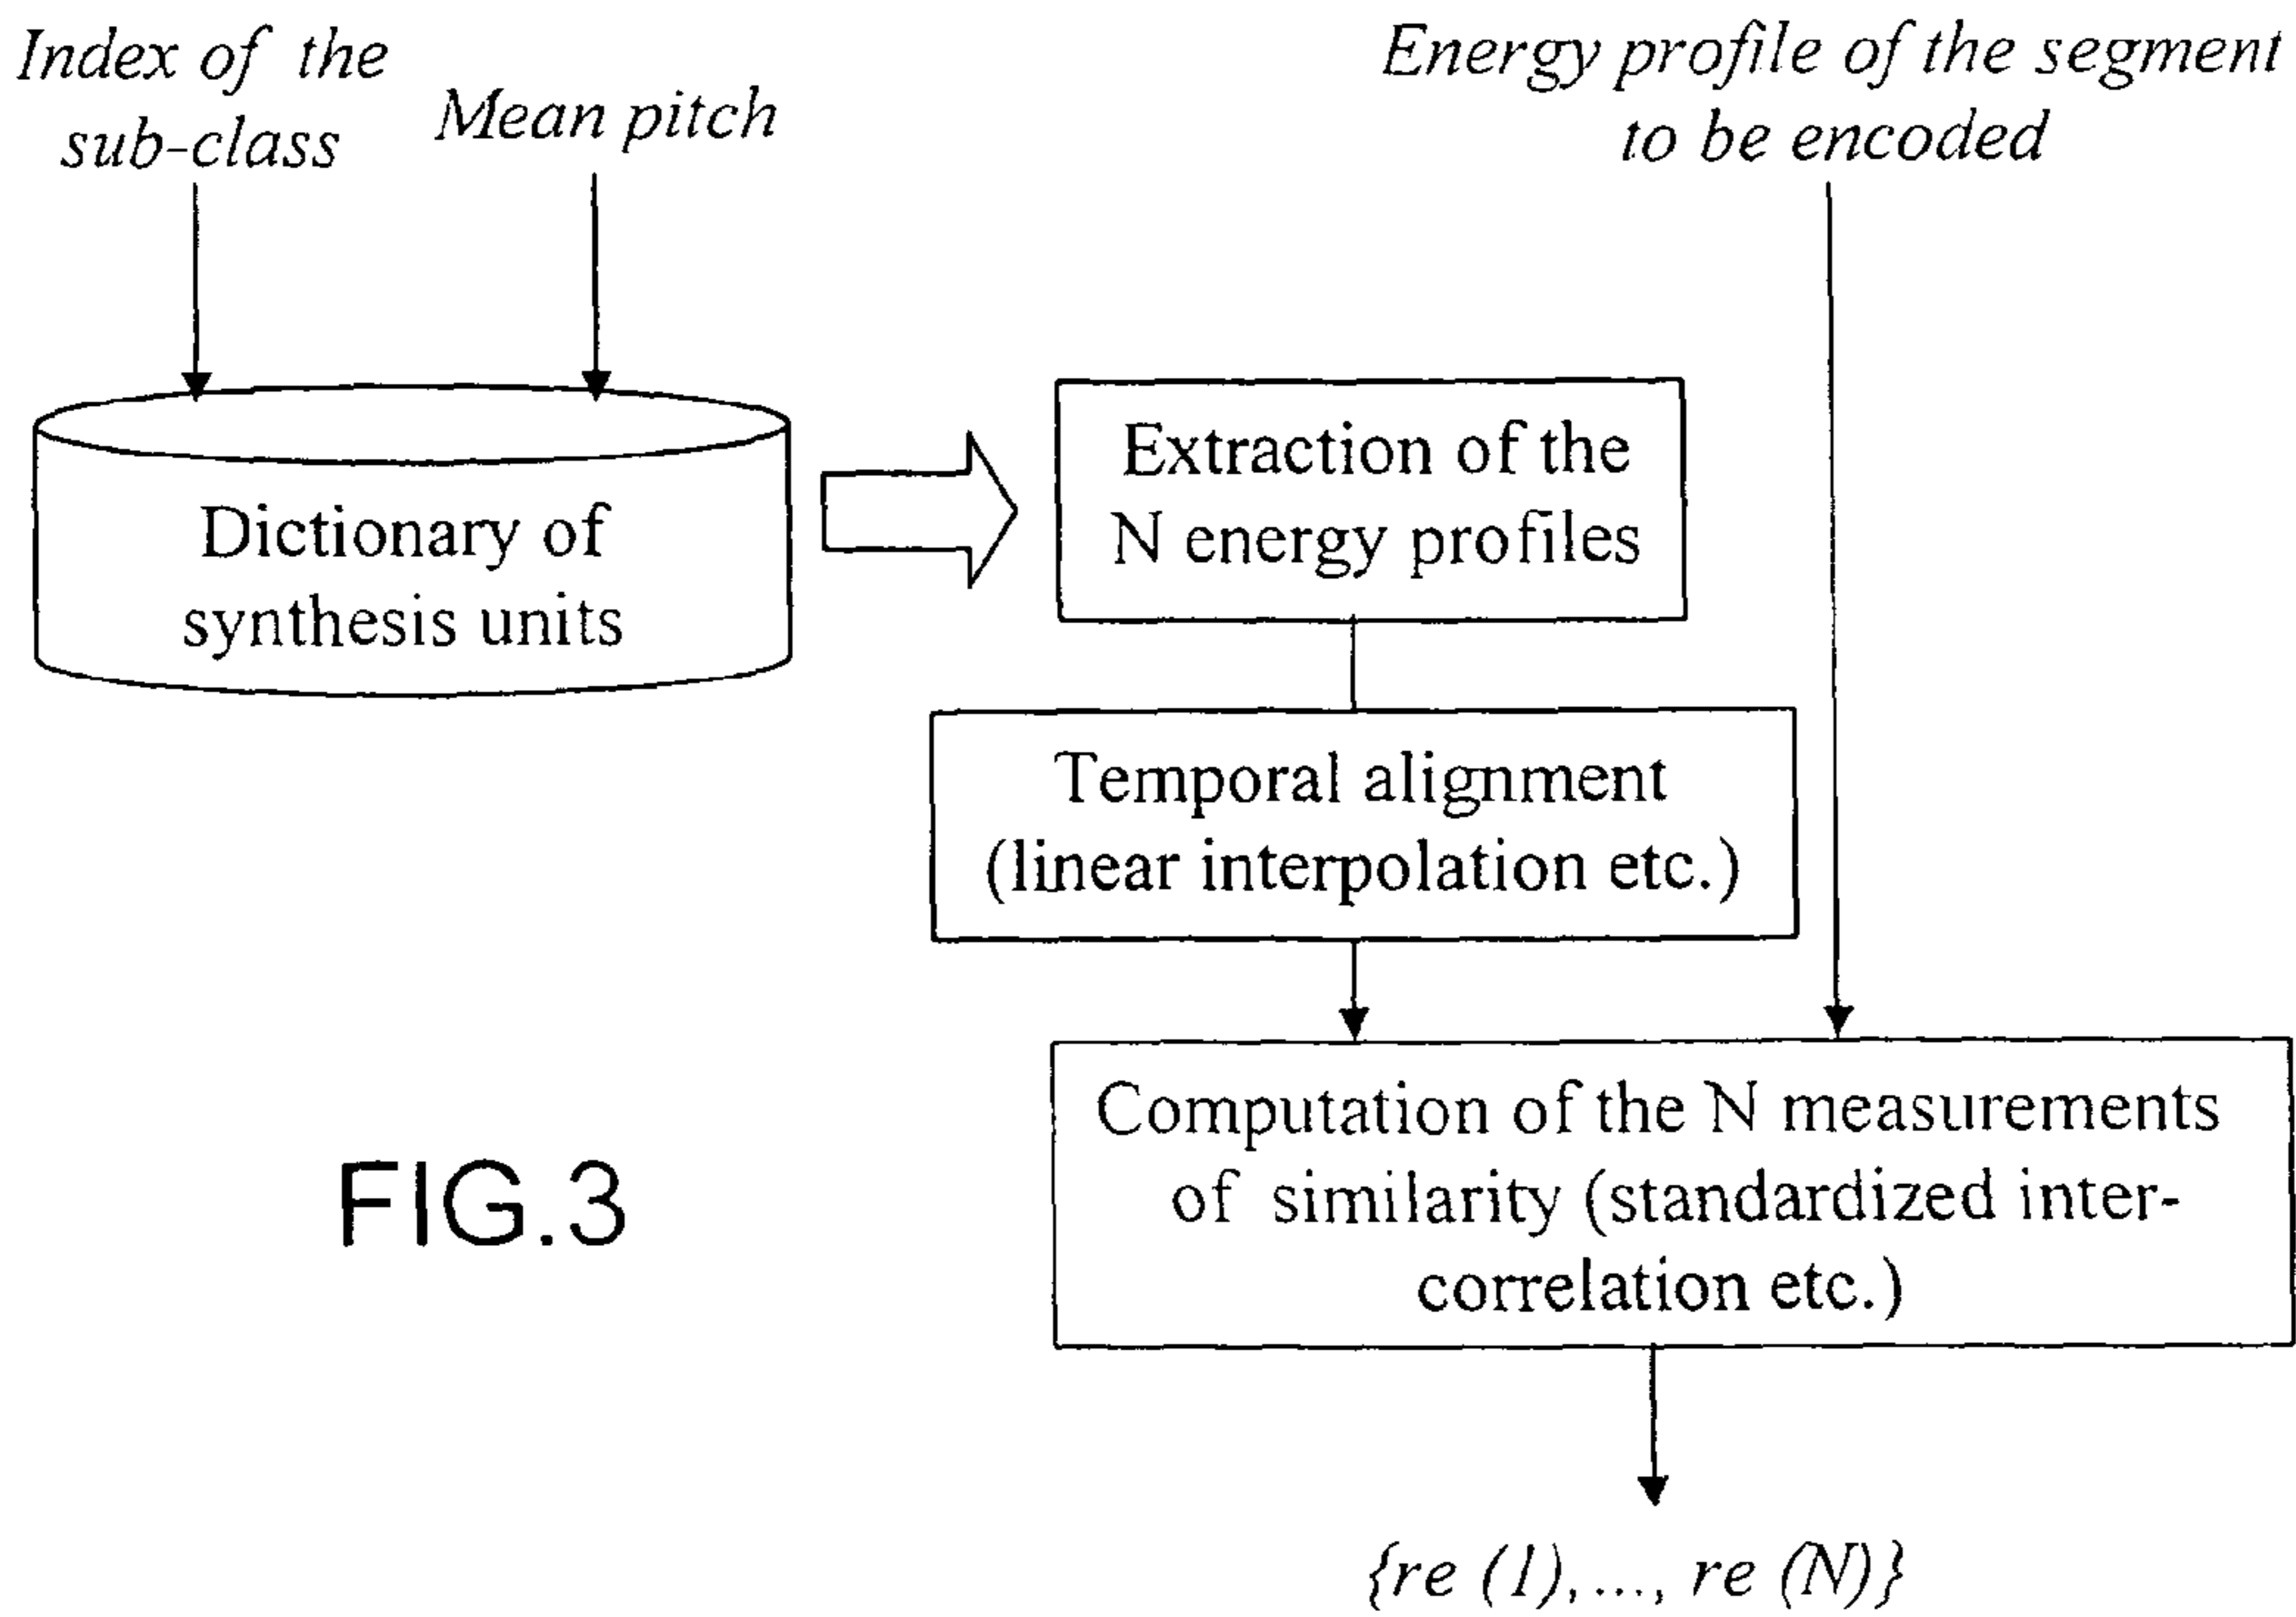 Index of the
sub-class
Mean pitch
Energy profile of the segment
to be encoded
Dictionary of
synthesis units
Extraction of the
N energy profiles
Temporal alignment
(linear interpolation etc.)
Computation of the N measurements
of similarity (standardized inter-
correlation etc.)
FIG.3
{re (1),..., re (N)}